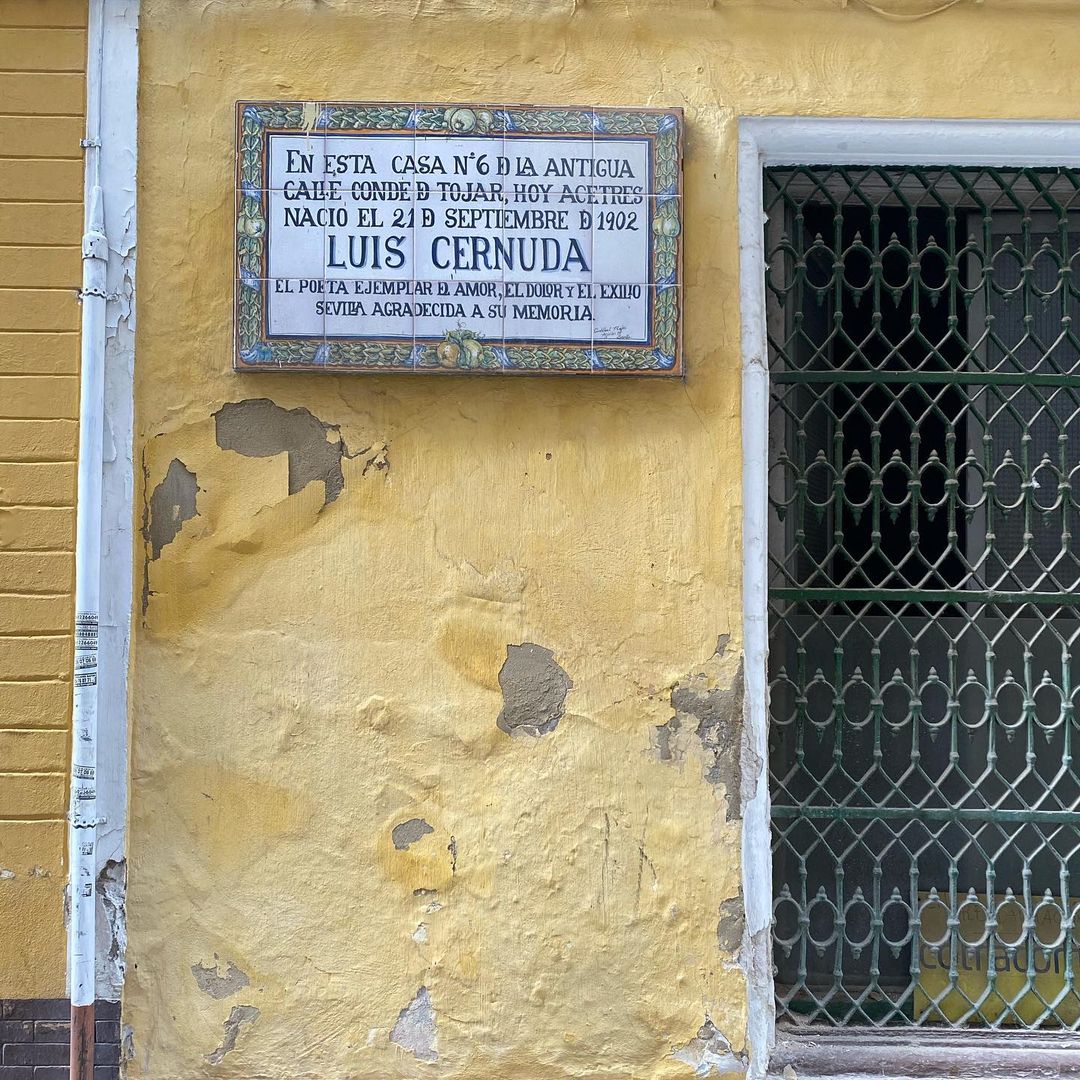 EN ESTA CASA Nº6 D LA ANTIGUA
CALLE CONDE D TOJAR, HOY ACETRES
NACIO EL 21 D SEPTIEMBRE D 1902
LUIS CERNUDA
EL POETA EJEMPLAR DL AMOR, EL DOLOR Y EL EXILIO
SEVILLA AGRADECIDA A SU MEMORIA.